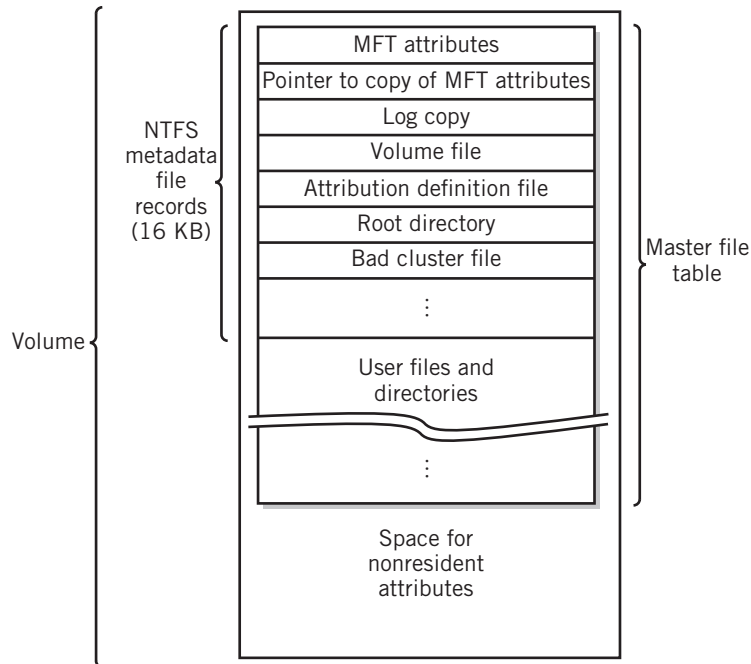 MFT attributes
Pointer to copy of MFT attributes
Log copy
Volume file
Attribution definition file
Root directory
Bad cluster file
⋮
User files and
directories
⋮
Space for
nonresident
attributes
NTFS
metadata
file
records
(16 KB)
Volume
Master file
table